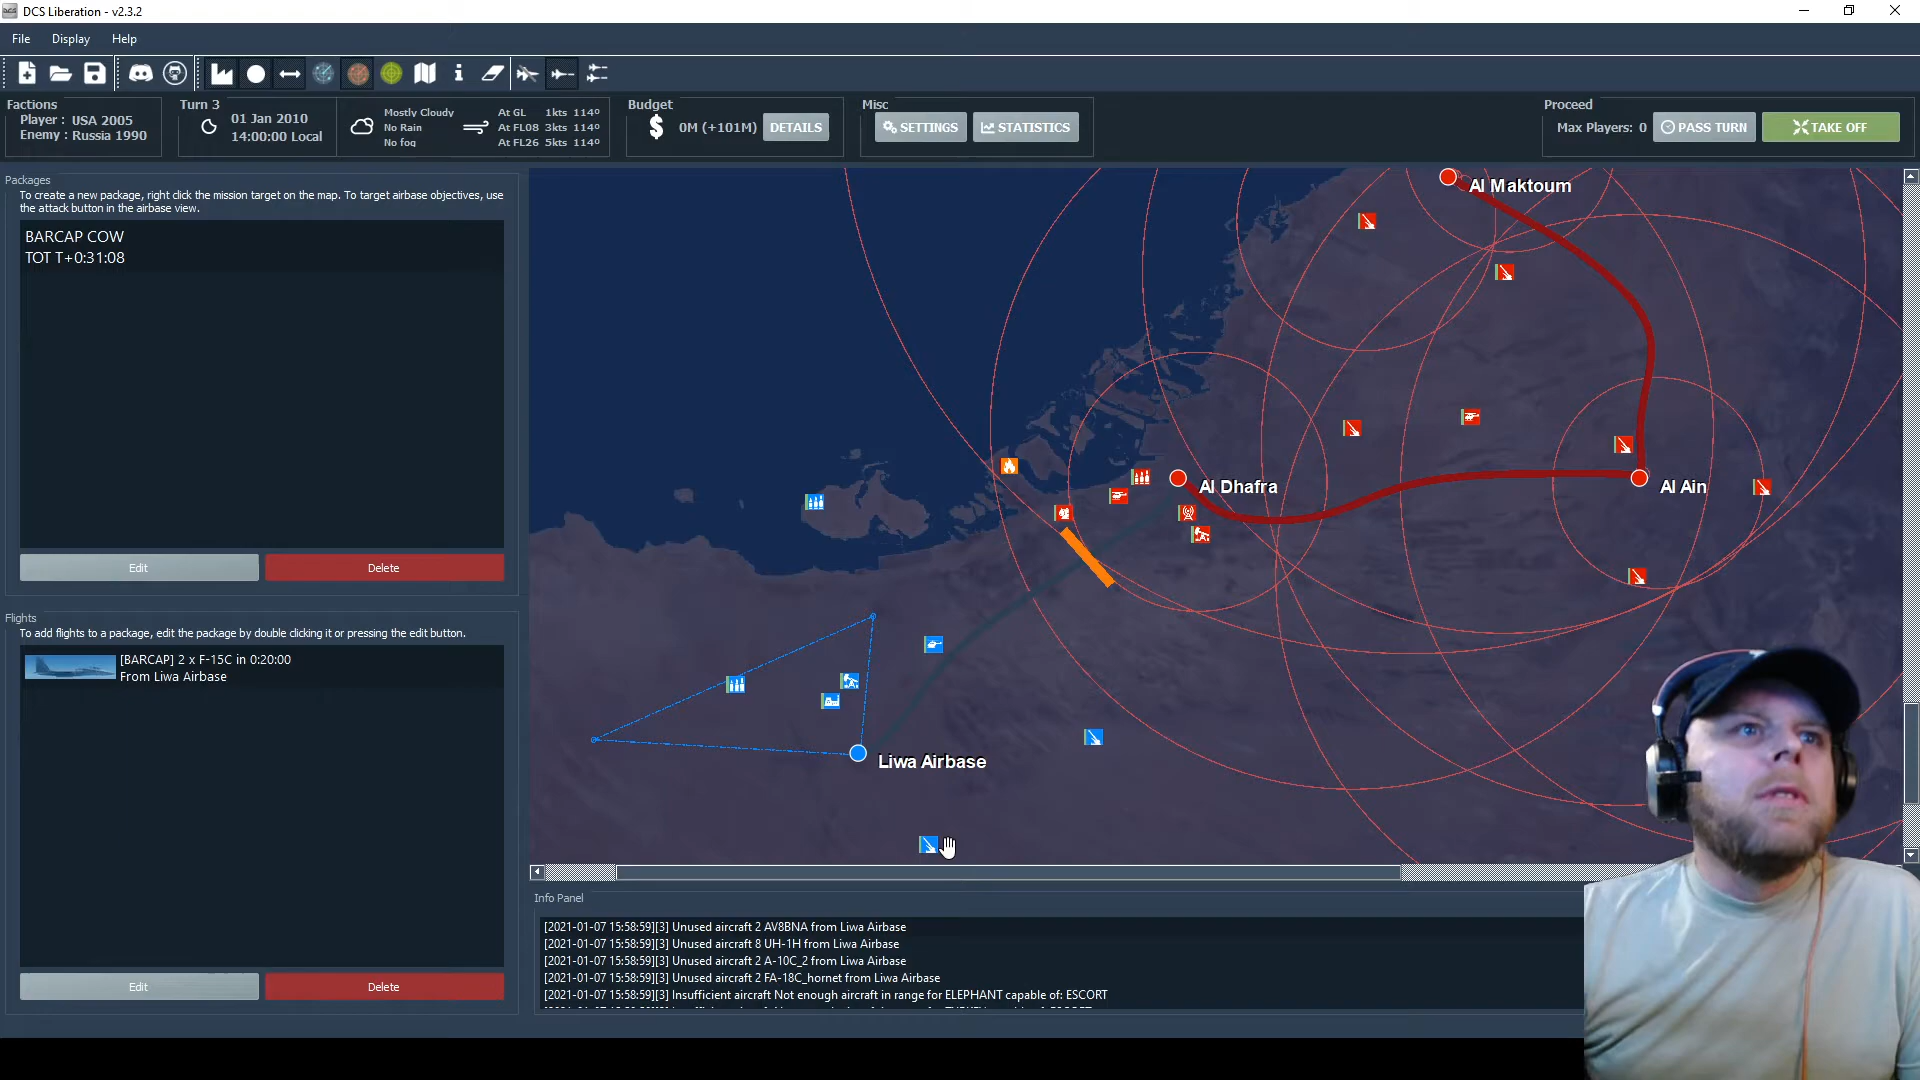 DCS Liberation - v2.3.2
File Display Help
Factions
Player : USA 2005
Enemy : Russia 1990
Turn 3
01 Jan 2010
14:00:00 Local
Mostly Cloudy
No Rain
No fog
At GL 1kts 114º
At FL08 3kts 114º
At FL26 5kts 114º
Budget
$ 0M (+101M) DETAILS
Misc
SETTINGS STATISTICS
Proceed
Max Players: 0 PASS TURN TAKE OFF
Packages
To create a new package, right click the mission target on the map. To target airbase objectives, use
the attack button in the airbase view.
BARCAP COW
TOT T+0:31:08
Edit Delete
Flights
To add flights to a package, edit the package by double clicking it or pressing the edit button.
[BARCAP] 2 x F-15C in 0:20:00
From Liwa Airbase
Edit Delete
Al Maktoum
Al Dhafra
Al Ain
Liwa Airbase
Info Panel
[2021-01-07 15:58:59][3] Unused aircraft 2 AV8BNA from Liwa Airbase
[2021-01-07 15:58:59][3] Unused aircraft 8 UH-1H from Liwa Airbase
[2021-01-07 15:58:59][3] Unused aircraft 2 A-10C_2 from Liwa Airbase
[2021-01-07 15:58:59][3] Unused aircraft 2 FA-18C_hornet from Liwa Airbase
[2021-01-07 15:58:59][3] Insufficient aircraft Not enough aircraft in range for ELEPHANT capable of: ESCORT